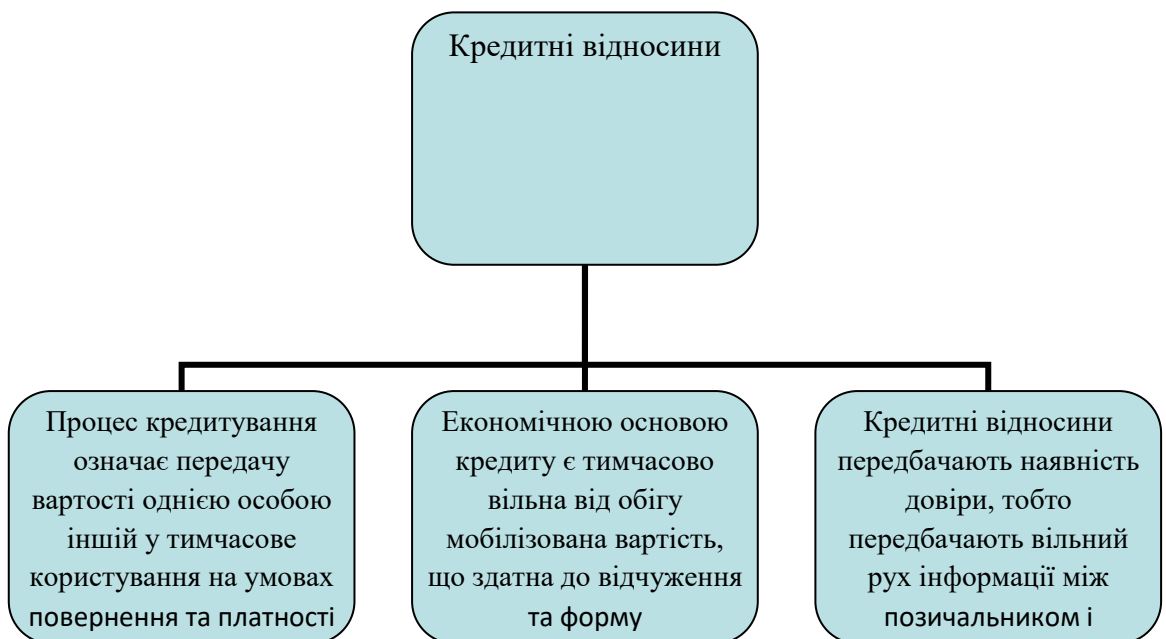 Кредитні відносини
Процес кредитування
означає передачу
вартості однією особою
іншій у тимчасове
користування на умовах
повернення та платності
Економічною основою
кредиту є тимчасово
вільна від обігу
мобілізована вартість,
що здатна до відчуження
та форму
Кредитні відносини
передбачають наявність
довіри, тобто
передбачають вільний
рух інформації між
позичальником і